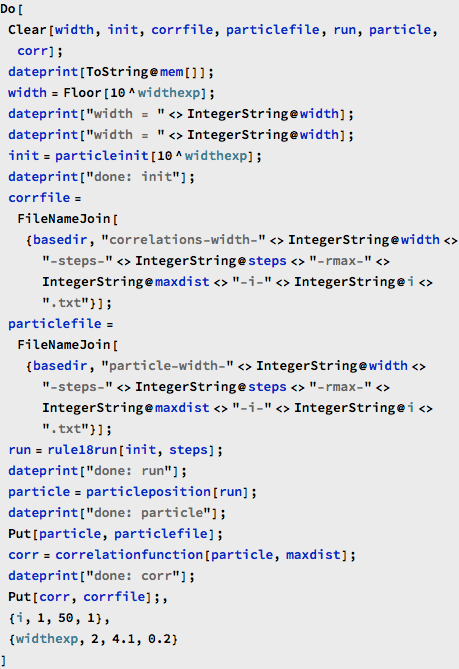 Do[
Clear[width, init, corrfile, particlefile, run, particle,
corr];
dateprint[ToString@mem[]];
width = Floor[10^widthexp];
dateprint["width = " <> IntegerString@width];
dateprint["width = " <> IntegerString@width];
init = particleinit[10^widthexp];
dateprint["done: init"];
corrfile =
FileNameJoin[
{basedir, "correlations-width-" <> IntegerString@width <>
"-steps-" <> IntegerString@steps <> "-rmax-" <>
IntegerString@maxdist <> "-i-" <> IntegerString@i <>
".txt"}];
particlefile =
FileNameJoin[
{basedir, "particle-width-" <> IntegerString@width <>
"-steps-" <> IntegerString@steps <> "-rmax-" <>
IntegerString@maxdist <> "-i-" <> IntegerString@i <>
".txt"}];
run = rule18run[init, steps];
dateprint["done: run"];
particle = particleposition[run];
dateprint["done: particle"];
Put[particle, particlefile];
corr = correlationfunction[particle, maxdist];
dateprint["done: corr"];
Put[corr, corrfile];,
{i, 1, 50, 1},
{widthexp, 2, 4.1, 0.2}
]